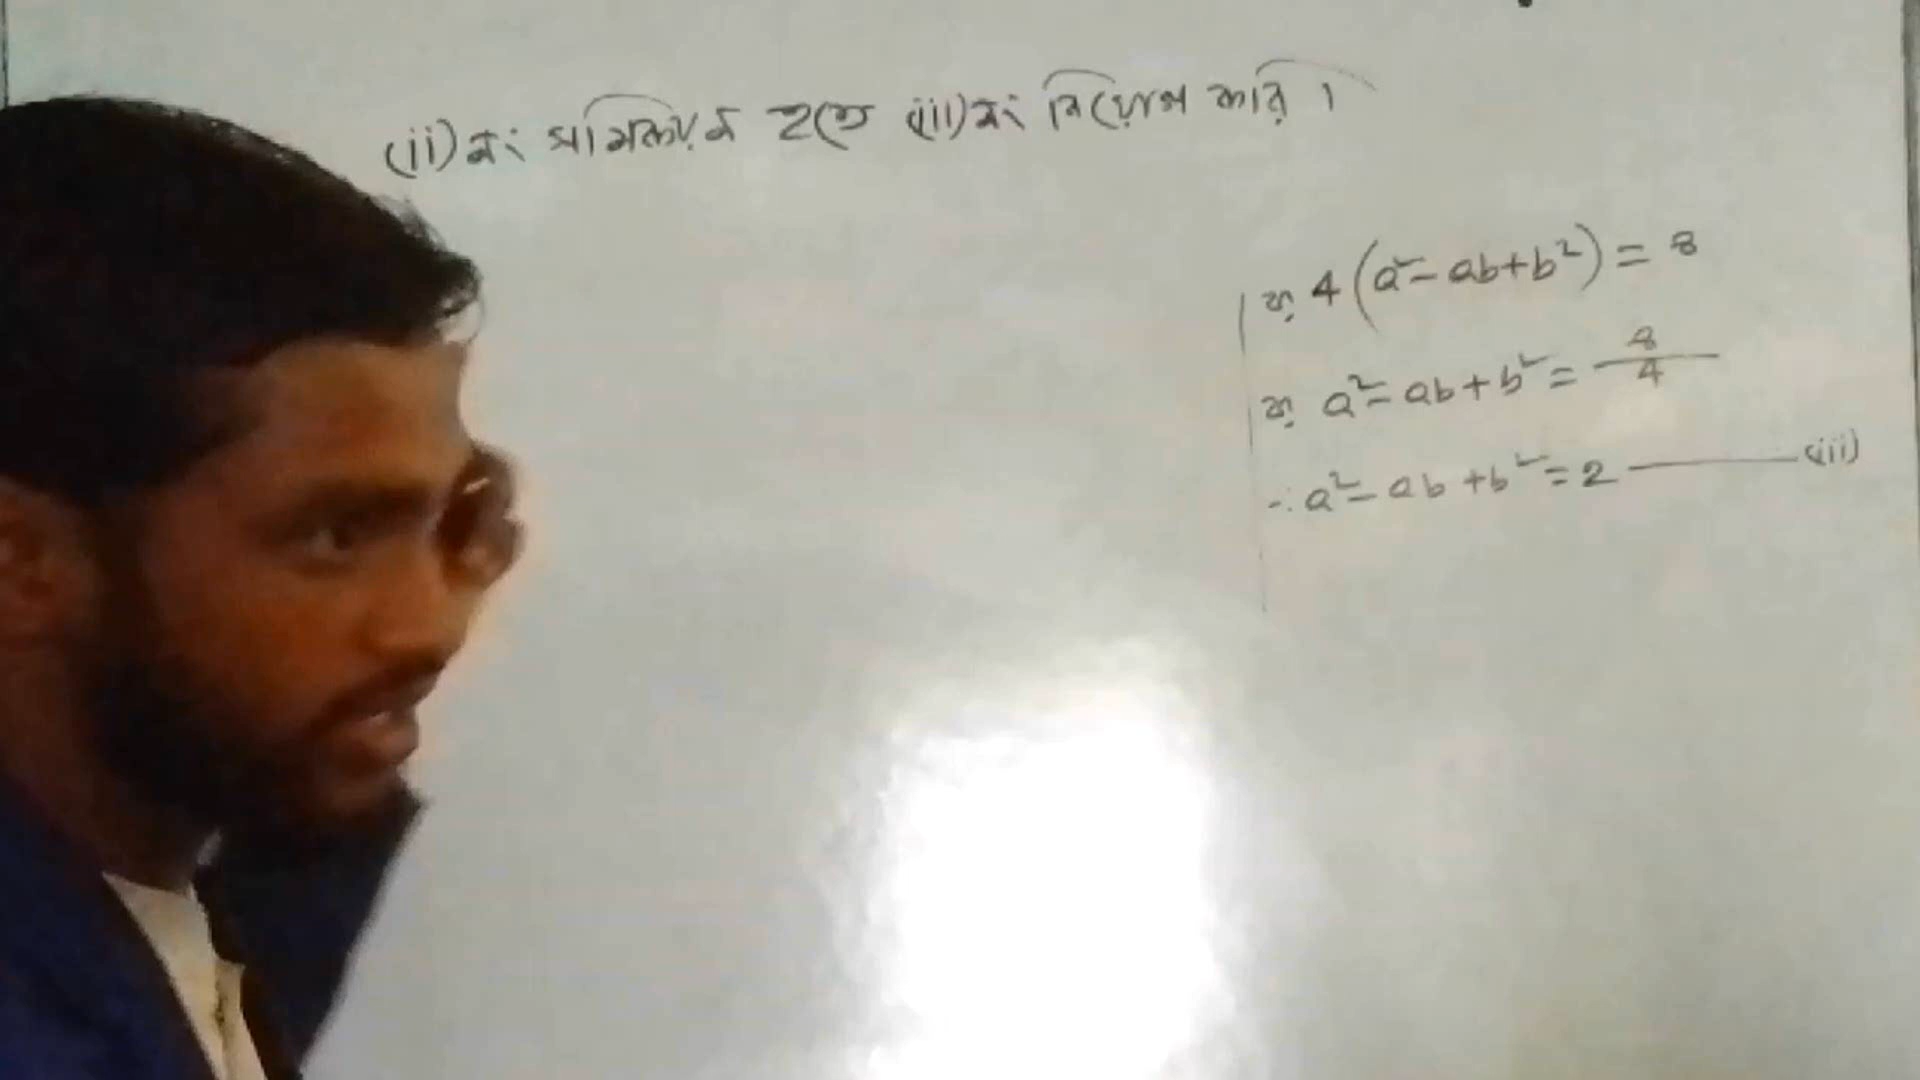 (ii) নং সমিকরন হতে (iii) নং বিয়োগ করি।
বা, 4(a²-ab+b²) = 8
বা, a²-ab+b² = 8/4
∴ a²-ab+b² = 2 ——— (iii)